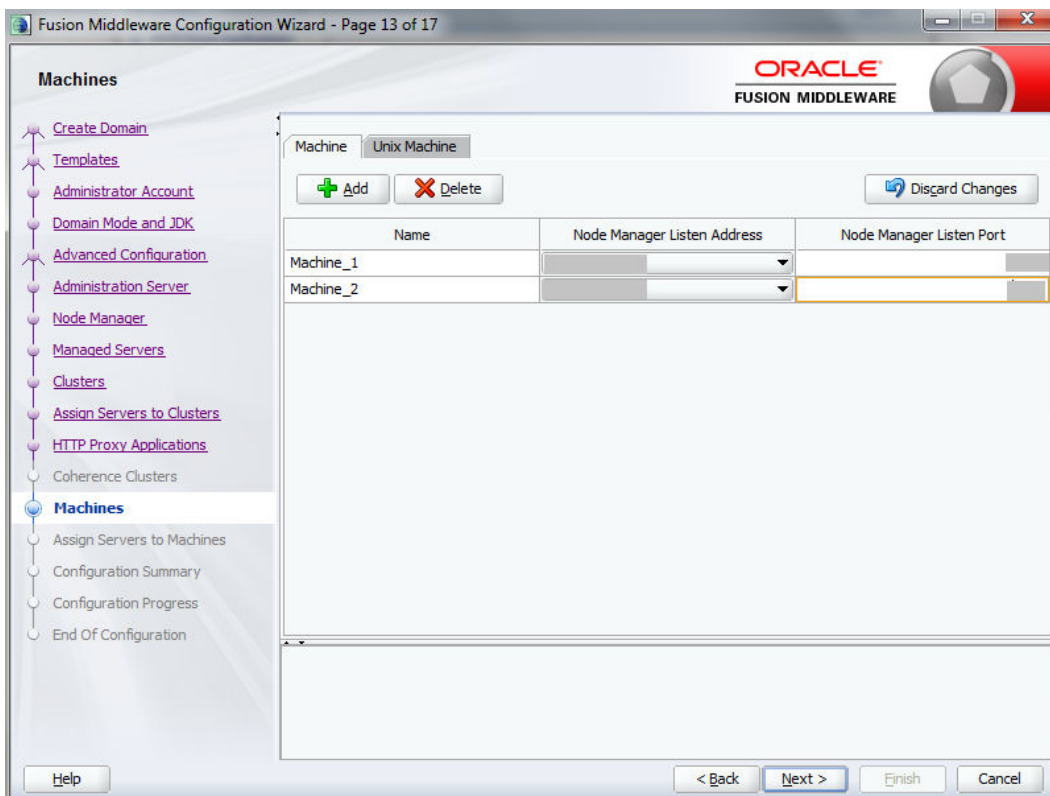 Fusion Middleware Configuration Wizard - Page 13 of 17
Machines
ORACLE
FUSION MIDDLEWARE
Create Domain
Templates
Administrator Account
Domain Mode and JDK
Advanced Configuration
Administration Server
Node Manager
Managed Servers
Clusters
Assign Servers to Clusters
HTTP Proxy Applications
Coherence Clusters
Machines
Assign Servers to Machines
Configuration Summary
Configuration Progress
End Of Configuration
Machine Unix Machine
Add Delete Discard Changes
Name Node Manager Listen Address Node Manager Listen Port
Machine_1
Machine_2
Help < Back Next > Finish Cancel